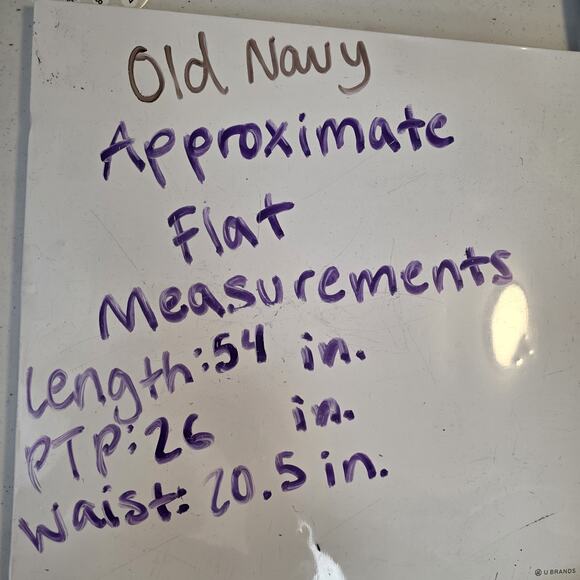 Old Navy
Approximate
Flat
Measurements
Length: 54 in.
PTP: 26 in.
Waist: 20.5 in.
U BRANDS